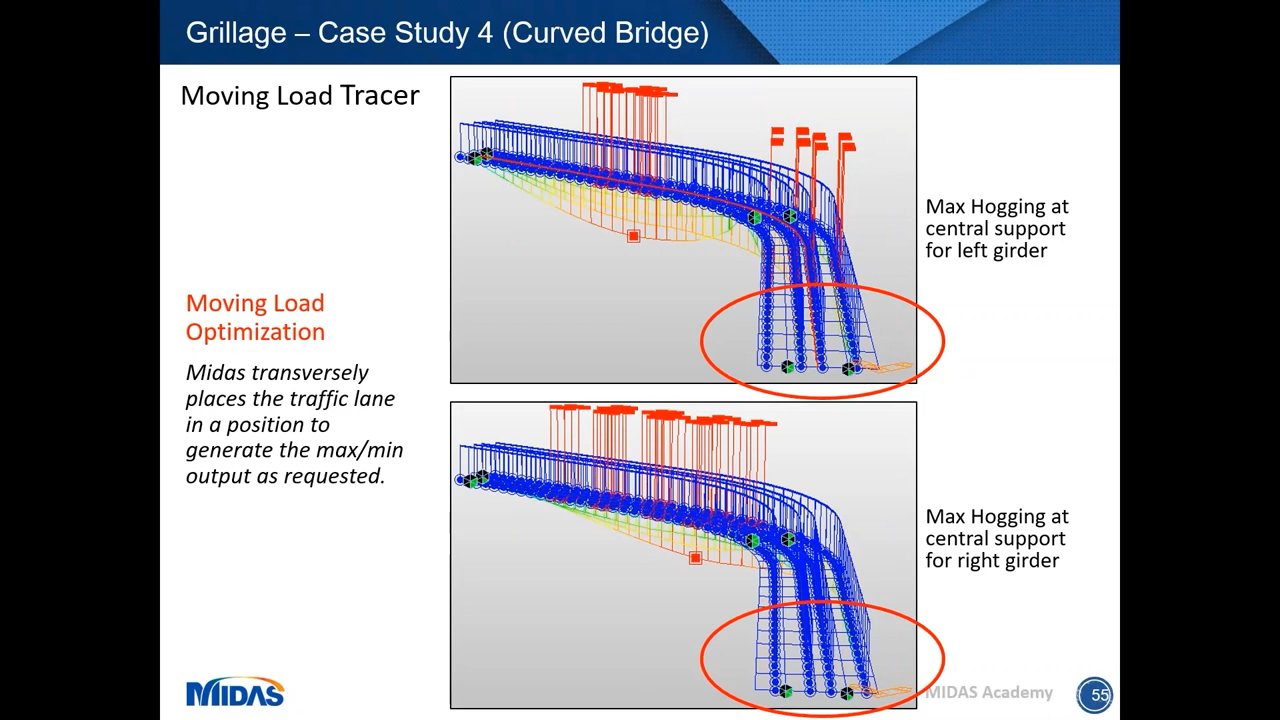 Grillage – Case Study 4 (Curved Bridge)
Moving Load Tracer
Max Hogging at
central support
for left girder
Moving Load
Optimization
Midas transversely
places the traffic lane
in a position to
generate the max/min
output as requested.
Max Hogging at
central support
for right girder
MIDAS
MIDAS Academy
55